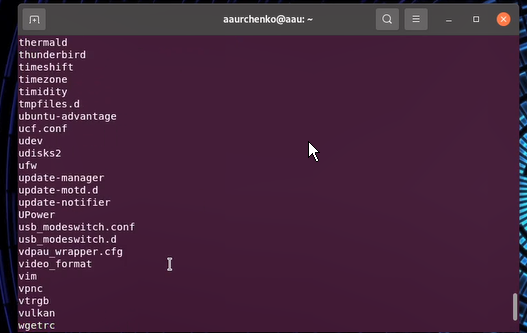 aaurchenko@aau: ~
thermald
thunderbird
timeshift
timezone
timidity
tmpfiles.d
ubuntu-advantage
ucf.conf
udev
udisks2
ufw
update-manager
update-motd.d
update-notifier
UPower
usb_modeswitch.conf
usb_modeswitch.d
vdpau_wrapper.cfg
video_format
vim
vpnc
vtrgb
vulkan
wgetrc